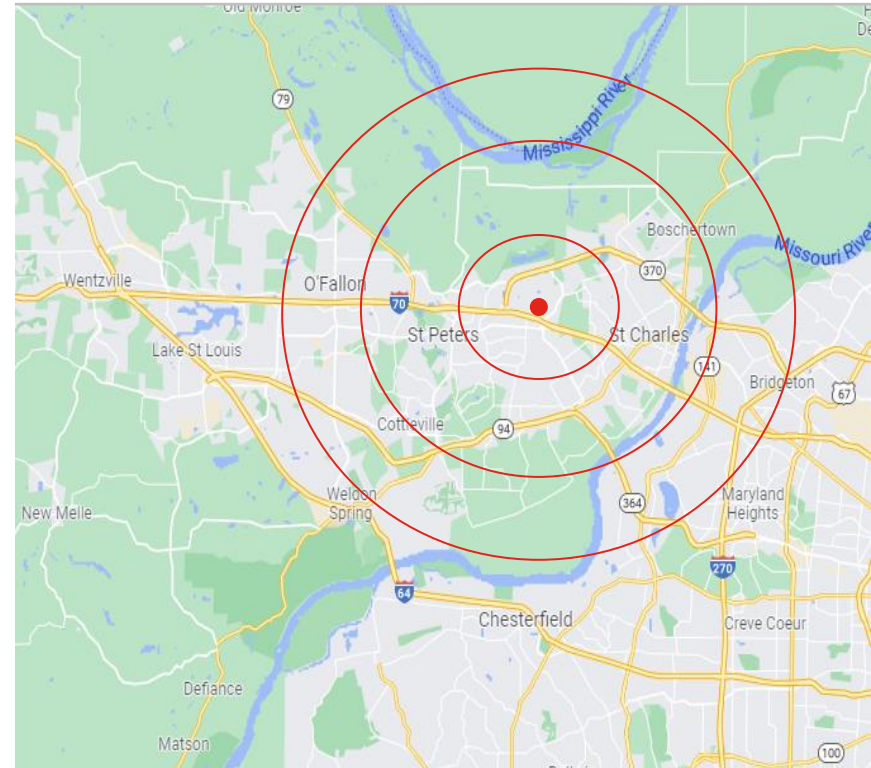 Old Monroe
79
Mississippi River
Boschertown
Missouri River
370
Wentzville
O'Fallon
70
St Peters
St Charles
Lake St Louis
141
Bridgeton
67
Cottleville
94
Weldon
Spring
364
Maryland
Heights
New Melle
270
64
Chesterfield
Creve Coeur
Defiance
Matson
100